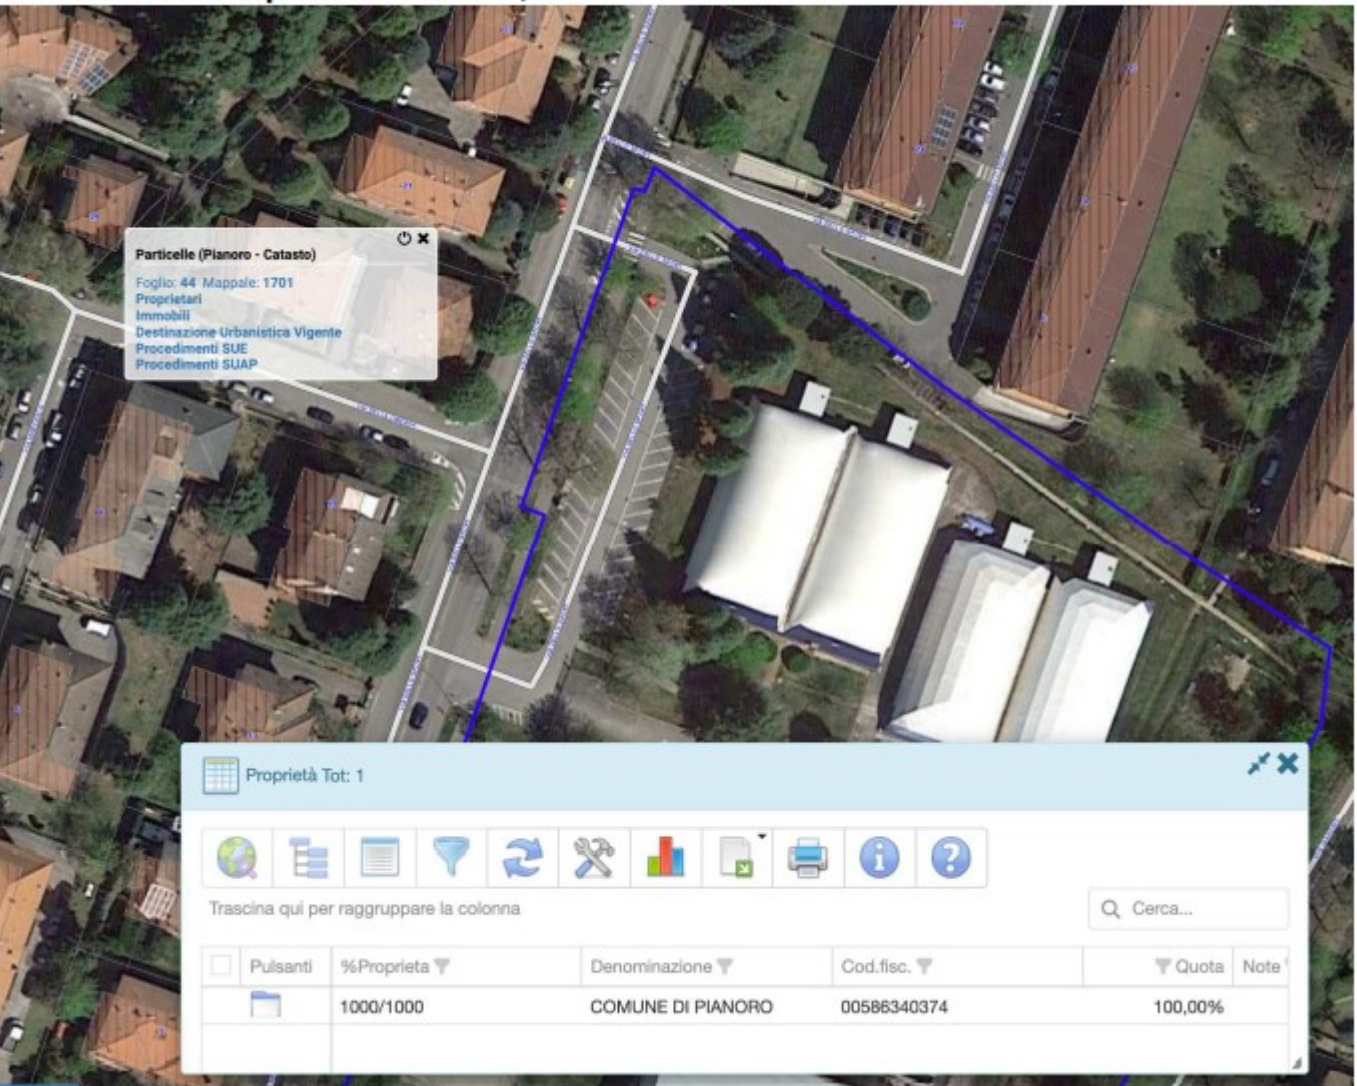 Particelle (Pianoro - Catasto)
Foglio: 44 Mappale: 1701
Proprietari
Immobili
Destinazione Urbanistica Vigente
Procedimenti SUE
Procedimenti SUAP
Proprietà Tot: 1
Trascina qui per raggruppare la colonna
Cerca...
Pulsanti %Proprieta Denominazione Cod.fisc. Quota Note
1000/1000 COMUNE DI PIANORO 00586340374 100,00%